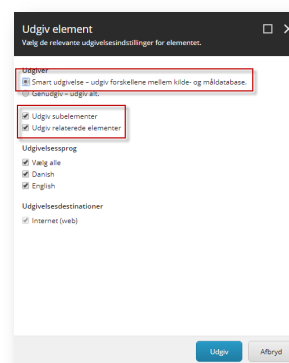 Udgiv element
Vælg de relevante udgivelsesindstillinger for elementet.
Udgiver
Smart udgivelse – udgiv forskellene mellem kilde- og måldatabase.
Genudgiv – udgiv alt.
Udgiv subelementer
Udgiv relaterede elementer
Udgivelsessprog
Vælg alle
Danish
English
Udgivelsesdestinationer
Internet (web)
Udgiv
Afbryd